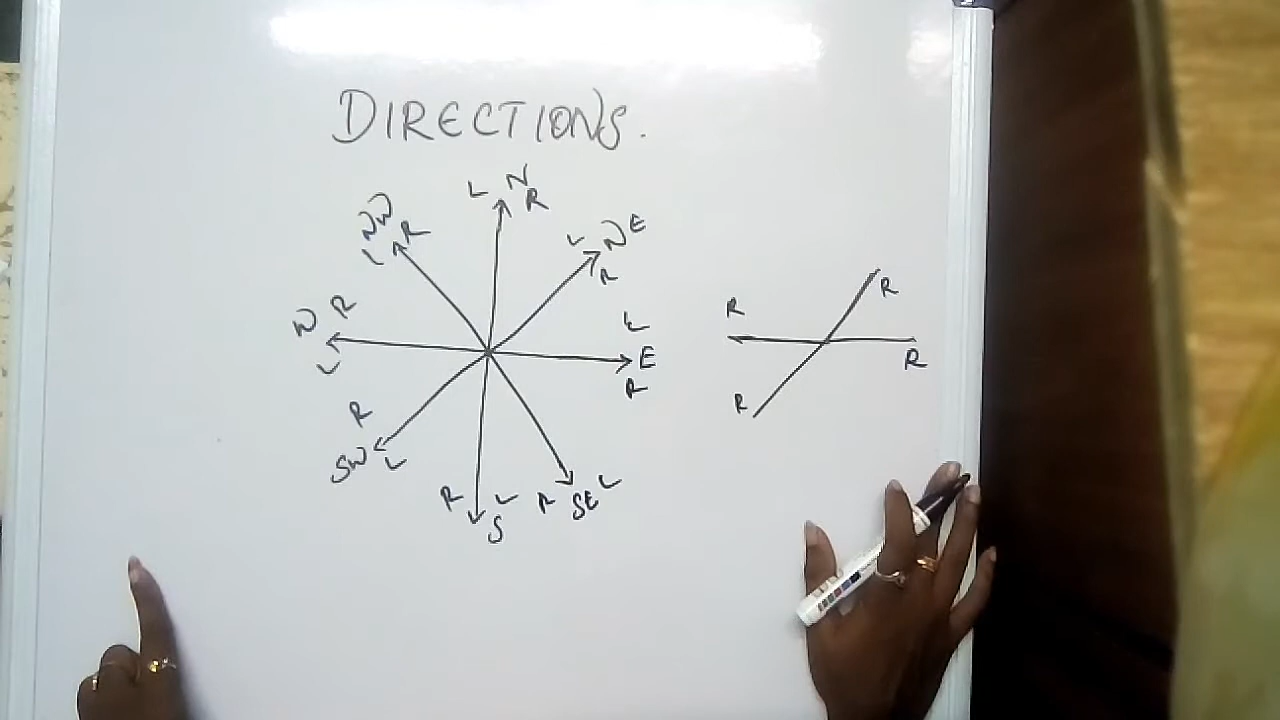 DIRECTIONS.
L N R
NW L R
L NE R
W R L
L E R
R
R
R
R
R SW L
R L S
R SE L